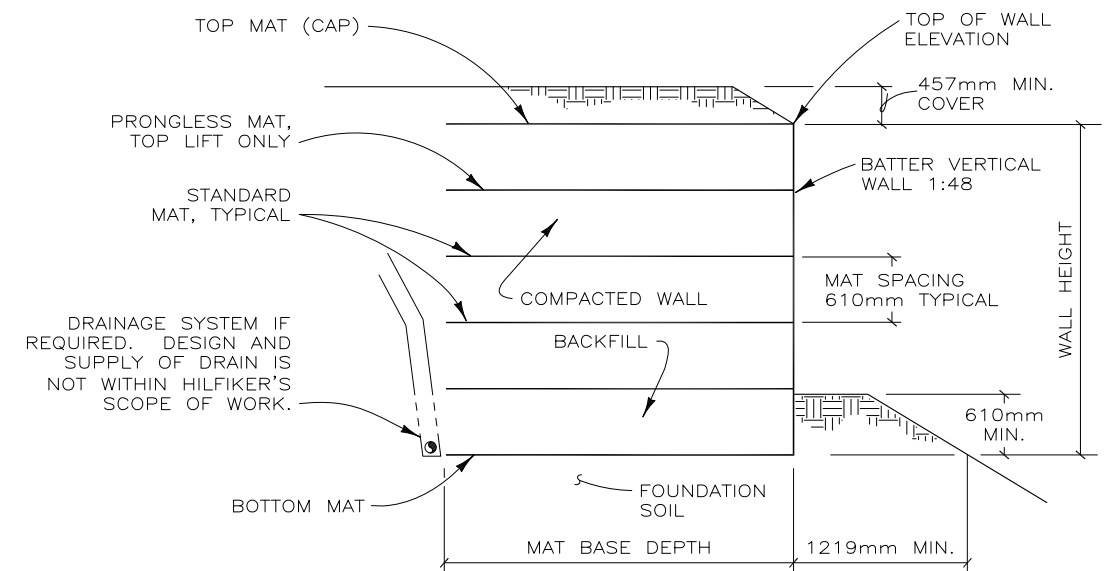 TOP MAT (CAP)
TOP OF WALL
ELEVATION
457mm MIN.
COVER
PRONGLESS MAT,
TOP LIFT ONLY
BATTER VERTICAL
WALL 1:48
STANDARD
MAT, TYPICAL
MAT SPACING
610mm TYPICAL
WALL HEIGHT
COMPACTED WALL
BACKFILL
DRAINAGE SYSTEM IF
REQUIRED. DESIGN AND
SUPPLY OF DRAIN IS
NOT WITHIN HILFIKER'S
SCOPE OF WORK.
610mm
MIN.
BOTTOM MAT
FOUNDATION
SOIL
MAT BASE DEPTH
1219mm MIN.